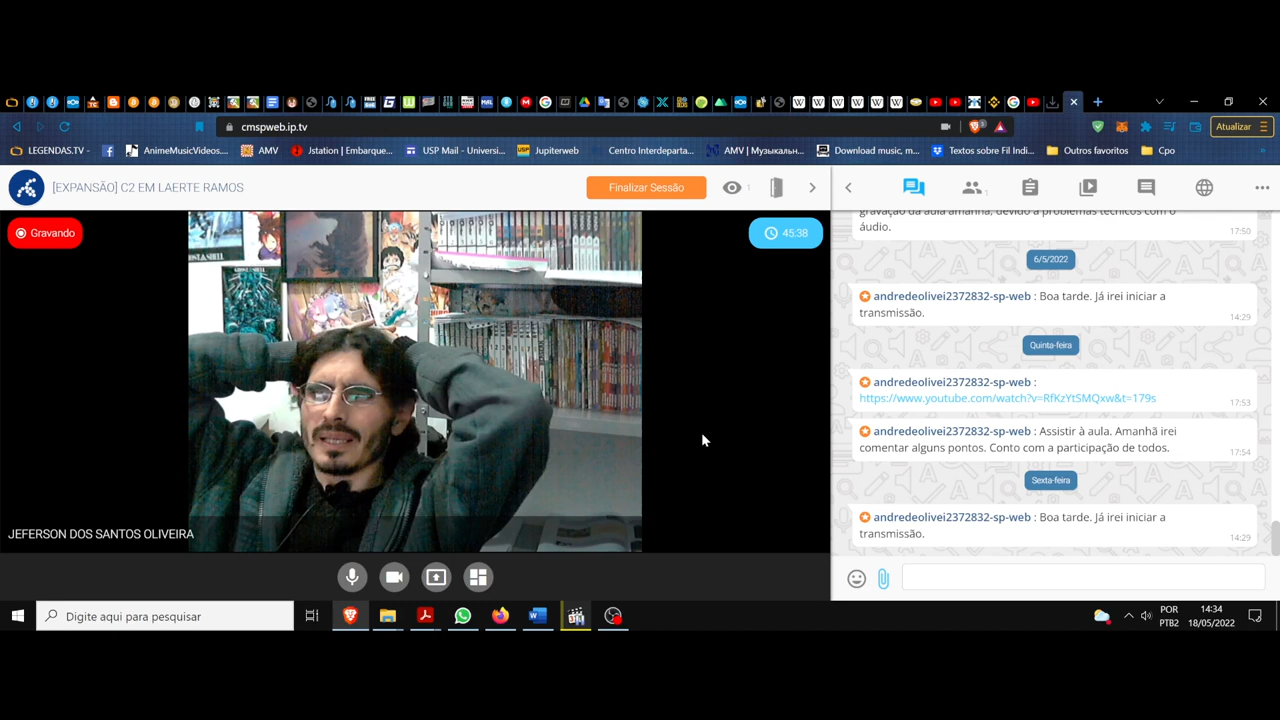 cmspweb.ip.tv
Atualizar
LEGENDAS.TV -
AnimeMusicVideos...
AMV
Jstation | Embarque...
USP Mail - Universi...
Jupiterweb
Centro Interdeparta...
AMV | Музыкальн...
Download music, m...
Textos sobre Fil Indi...
Outros favoritos
Cpo
[EXPANSÃO] C2 EM LAERTE RAMOS
Finalizar Sessão
1
1
Gravando
45:38
JEFERSON DOS SANTOS OLIVEIRA
gravação da aula amanhã, devido a problemas técnicos com o
áudio.
17:50
6/5/2022
andredeolivei2372832-sp-web : Boa tarde. Já irei iniciar a
transmissão.
14:29
Quinta-feira
andredeolivei2372832-sp-web :
https://www.youtube.com/watch?v=RfKzYtSMQxw&t=179s
17:53
andredeolivei2372832-sp-web : Assistir à aula. Amanhã irei
comentar alguns pontos. Conto com a participação de todos.
17:54
Sexta-feira
andredeolivei2372832-sp-web : Boa tarde. Já irei iniciar a
transmissão.
14:29
Digite aqui para pesquisar
POR
PTB2
14:34
18/05/2022